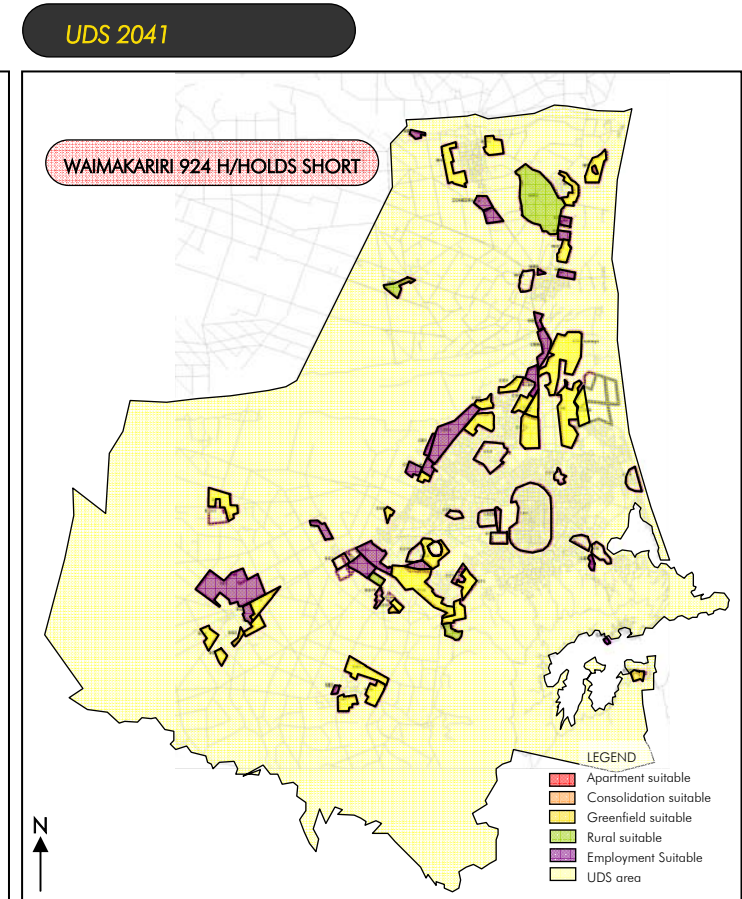 UDS 2041
WAIMAKARIRI 924 H/HOLDS SHORT
LEGEND
Apartment suitable
Consolidation suitable
Greenfield suitable
Rural suitable
Employment Suitable
UDS area
N